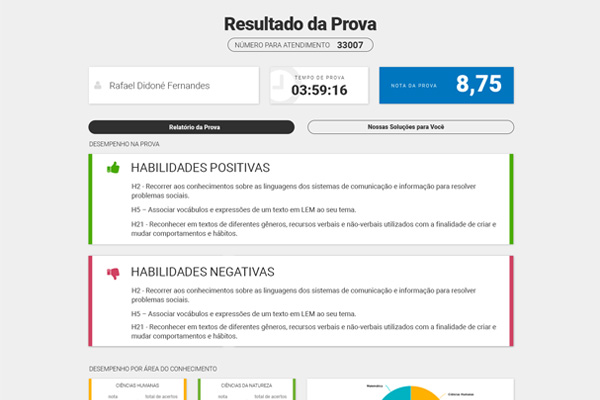 Resultado da Prova
NÚMERO PARA ATENDIMENTO 33007
Rafael Didoné Fernandes
TEMPO DE PROVA
03:59:16
NOTA DA PROVA 8,75
Relatório da Prova
Nossas Soluções para Você
DESEMPENHO NA PROVA
HABILIDADES POSITIVAS
H2 - Recorrer aos conhecimentos sobre as linguagens dos sistemas de comunicação e informação para resolver
problemas sociais.
H5 – Associar vocábulos e expressões de um texto em LEM ao seu tema.
H21 - Reconhecer em textos de diferentes gêneros, recursos verbais e não-verbais utilizados com a finalidade de criar e
mudar comportamentos e hábitos.
HABILIDADES NEGATIVAS
H2 - Recorrer aos conhecimentos sobre as linguagens dos sistemas de comunicação e informação para resolver
problemas sociais.
H5 – Associar vocábulos e expressões de um texto em LEM ao seu tema.
H21 - Reconhecer em textos de diferentes gêneros, recursos verbais e não-verbais utilizados com a finalidade de criar e
mudar comportamentos e hábitos.
DESEMPENHO POR ÁREA DO CONHECIMENTO
CIÊNCIAS HUMANAS
nota total de acertos
CIÊNCIAS DA NATUREZA
nota total de acertos
Matemática
Ciências Humanas